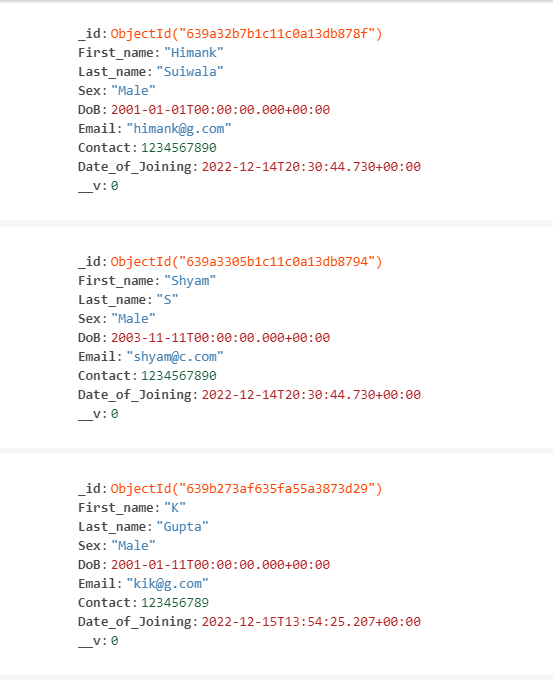 _id: ObjectId("639a32b7b1c11c0a13db878f")
First_name: "Himank"
Last_name: "Suiwala"
Sex: "Male"
DoB: 2001-01-01T00:00:00.000+00:00
Email: "himank@g.com"
Contact: 1234567890
Date_of_Joining: 2022-12-14T20:30:44.730+00:00
__v: 0
_id: ObjectId("639a3305b1c11c0a13db8794")
First_name: "Shyam"
Last_name: "S"
Sex: "Male"
DoB: 2003-11-11T00:00:00.000+00:00
Email: "shyam@c.com"
Contact: 1234567890
Date_of_Joining: 2022-12-14T20:30:44.730+00:00
__v: 0
_id: ObjectId("639b273af635fa55a3873d29")
First_name: "K"
Last_name: "Gupta"
Sex: "Male"
DoB: 2001-01-11T00:00:00.000+00:00
Email: "kik@g.com"
Contact: 123456789
Date_of_Joining: 2022-12-15T13:54:25.207+00:00
__v: 0